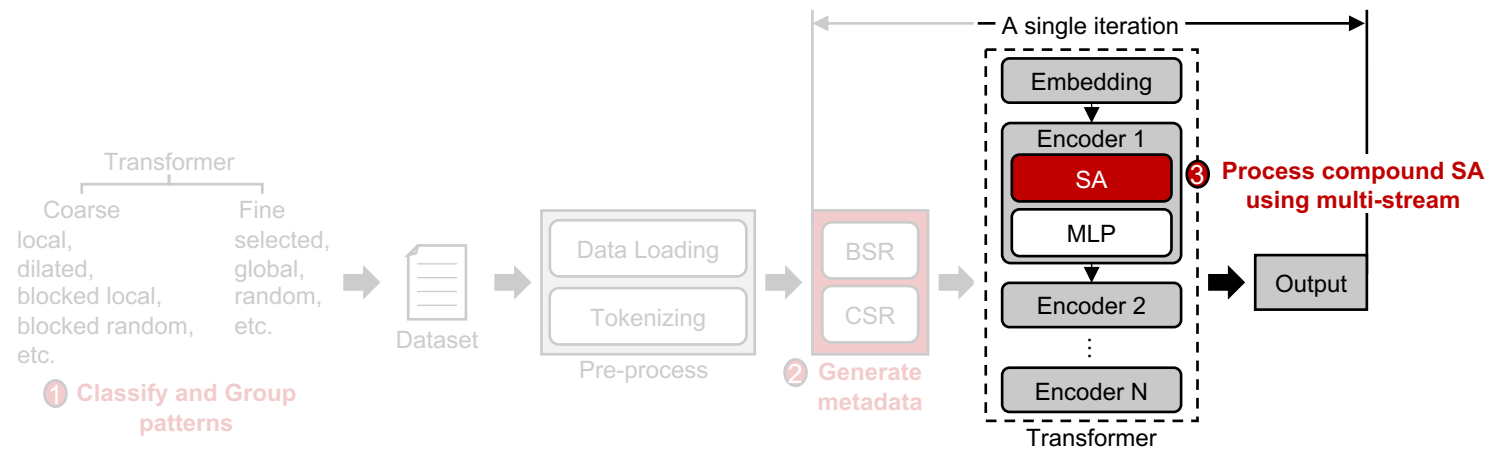 A single iteration
Transformer
Coarse
local,
dilated,
blocked local,
blocked random,
etc.
Fine
selected,
global,
random,
etc.
1 Classify and Group
patterns
Dataset
Data Loading
Tokenizing
Pre-process
BSR
CSR
2 Generate
metadata
Embedding
Encoder 1
SA
MLP
Encoder 2
⋮
Encoder N
Transformer
3 Process compound SA
using multi-stream
Output